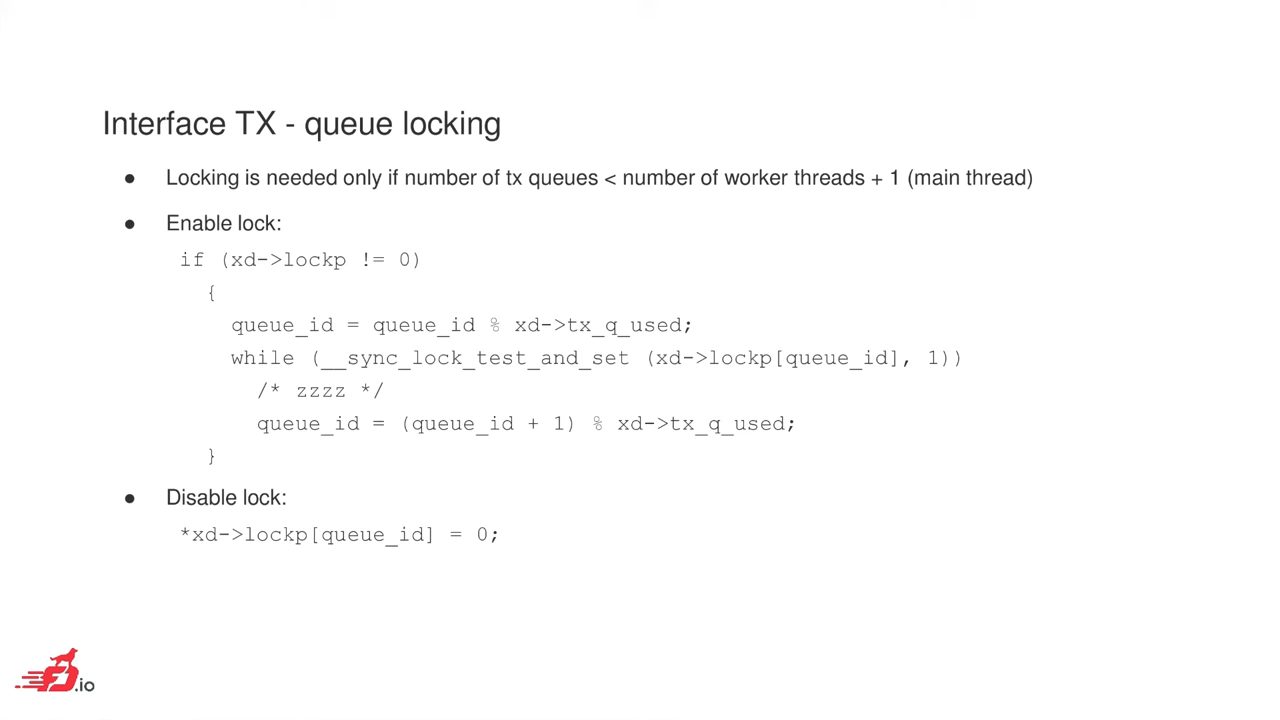 Interface TX - queue locking
● Locking is needed only if number of tx queues < number of worker threads + 1 (main thread)
● Enable lock:
if (xd->lockp != 0)
{
queue_id = queue_id % xd->tx_q_used;
while (__sync_lock_test_and_set (xd->lockp[queue_id], 1))
/* zzzz */
queue_id = (queue_id + 1) % xd->tx_q_used;
}
● Disable lock:
*xd->lockp[queue_id] = 0;
FD.io